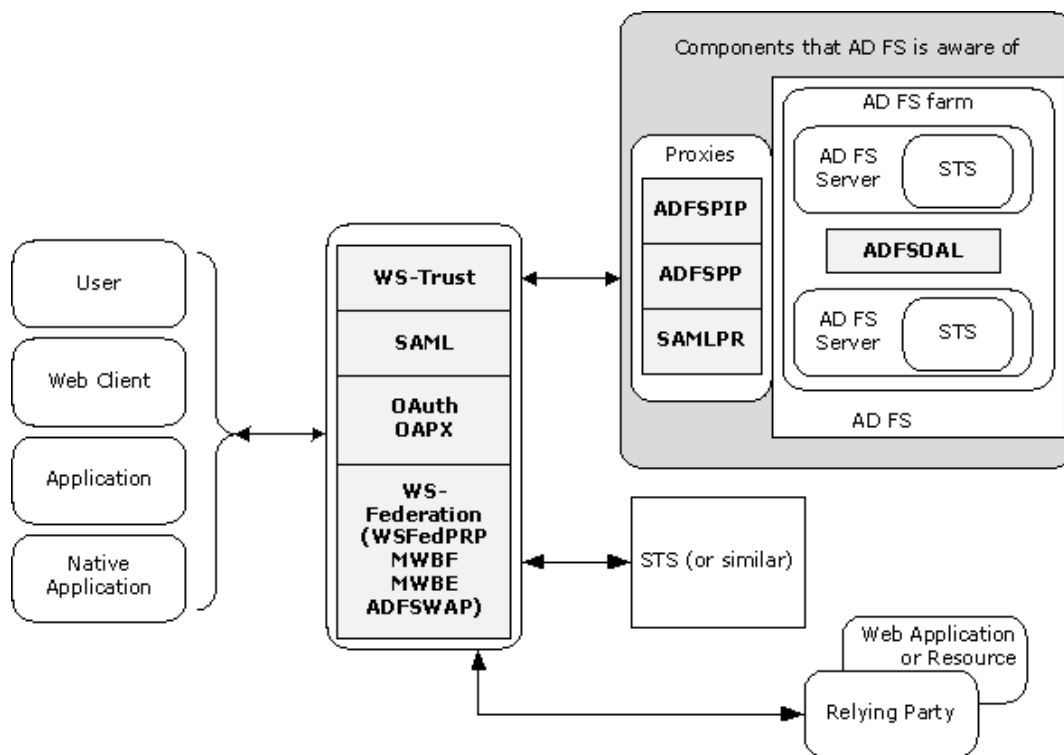 Components that AD FS is aware of
AD FS farm
AD FS
Server
STS
ADFSOAL
AD FS
Server
STS
AD FS
Proxies
ADFSPIP
ADFSPP
SAMLPR
User
Web Client
Application
Native
Application
WS-Trust
SAML
OAuth
OAPX
WS-
Federation
(WSFedPRP
MWBF
MWBE
ADFSWAP)
STS (or similar)
Web Application
or Resource
Relying Party